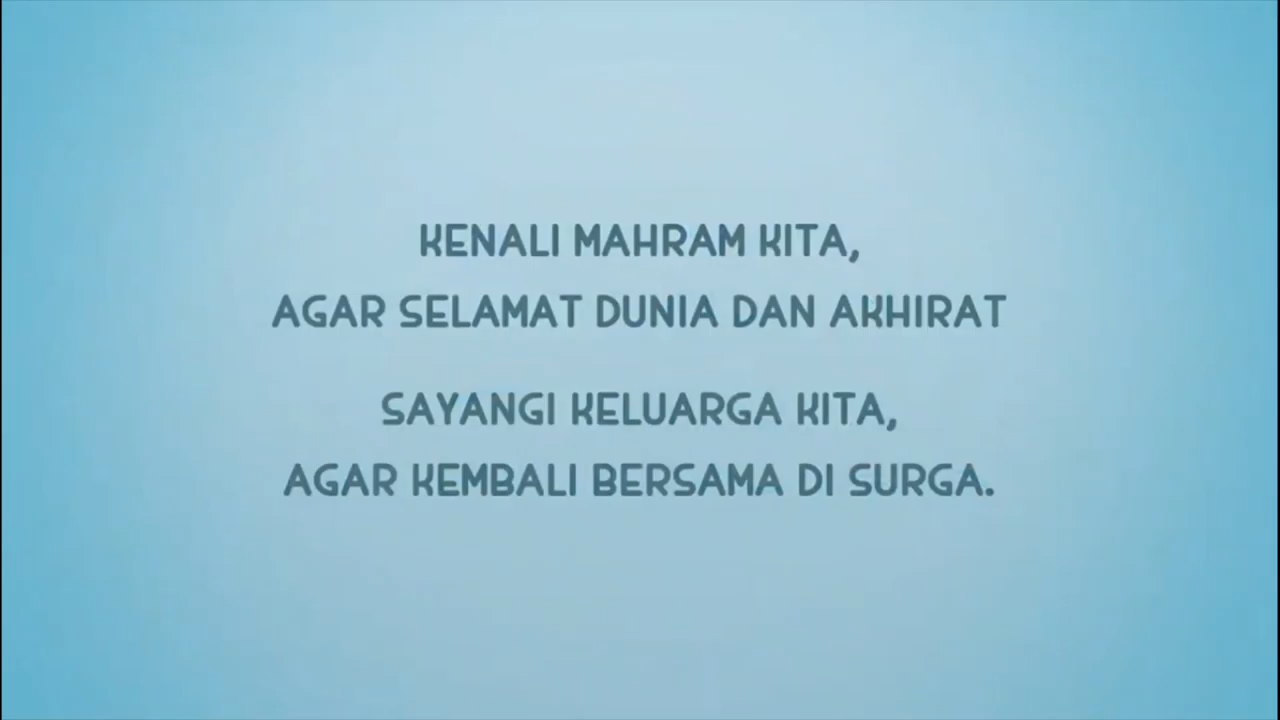 KENALI MAHRAM KITA,
AGAR SELAMAT DUNIA DAN AKHIRAT
SAYANGI KELUARGA KITA,
AGAR KEMBALI BERSAMA DI SURGA.